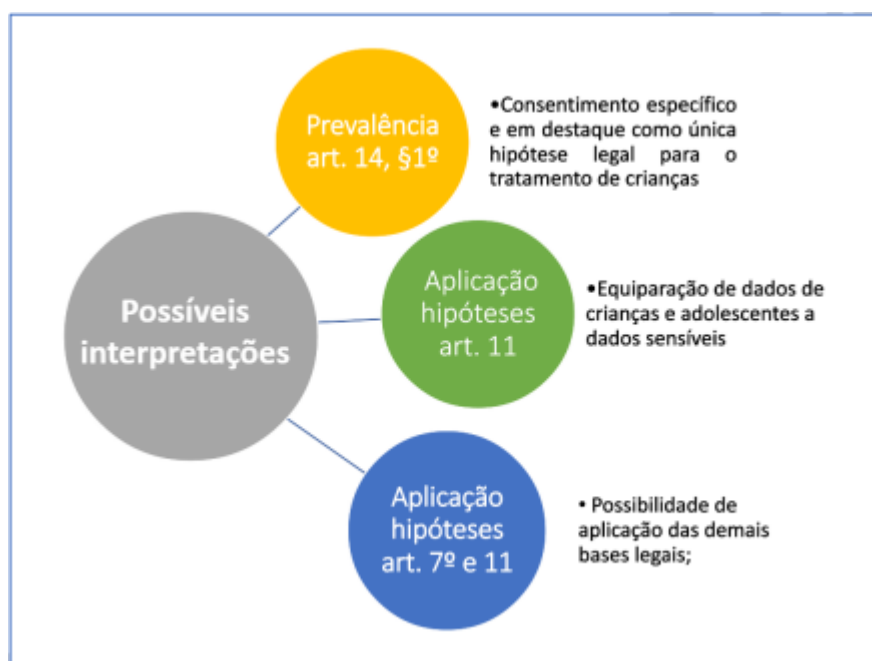 Possíveis
interpretações
Prevalência
art. 14, §1º
•Consentimento específico
e em destaque como única
hipótese legal para o
tratamento de crianças
Aplicação
hipóteses
art. 11
•Equiparação de dados de
crianças e adolescentes a
dados sensíveis
Aplicação
hipóteses
art. 7º e 11
• Possibilidade de
aplicação das demais
bases legais;